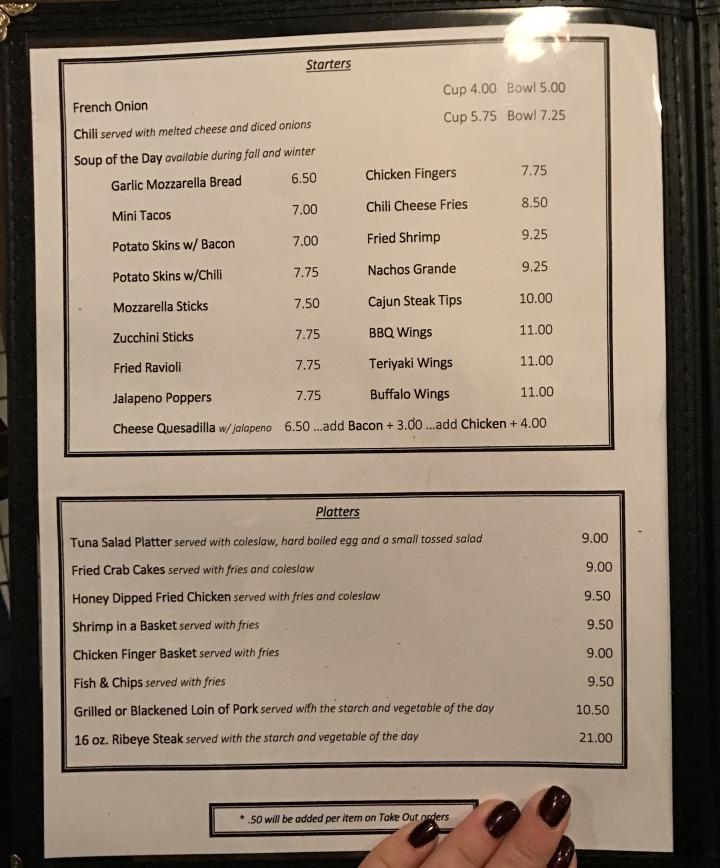 Starters
French Onion Cup 4.00 Bowl 5.00
Chili served with melted cheese and diced onions Cup 5.75 Bowl 7.25
Soup of the Day available during fall and winter
Garlic Mozzarella Bread 6.50 Chicken Fingers 7.75
Mini Tacos 7.00 Chili Cheese Fries 8.50
Potato Skins w/ Bacon 7.00 Fried Shrimp 9.25
Potato Skins w/Chili 7.75 Nachos Grande 9.25
Mozzarella Sticks 7.50 Cajun Steak Tips 10.00
Zucchini Sticks 7.75 BBQ Wings 11.00
Fried Ravioli 7.75 Teriyaki Wings 11.00
Jalapeno Poppers 7.75 Buffalo Wings 11.00
Cheese Quesadilla w/ jalapeno 6.50 ...add Bacon + 3.00 ...add Chicken + 4.00
Platters
Tuna Salad Platter served with coleslaw, hard boiled egg and a small tossed salad 9.00
Fried Crab Cakes served with fries and coleslaw 9.00
Honey Dipped Fried Chicken served with fries and coleslaw 9.50
Shrimp in a Basket served with fries 9.50
Chicken Finger Basket served with fries 9.00
Fish & Chips served with fries 9.50
Grilled or Blackened Loin of Pork served with the starch and vegetable of the day 10.50
16 oz. Ribeye Steak served with the starch and vegetable of the day 21.00
* .50 will be added per item on Take Out orders